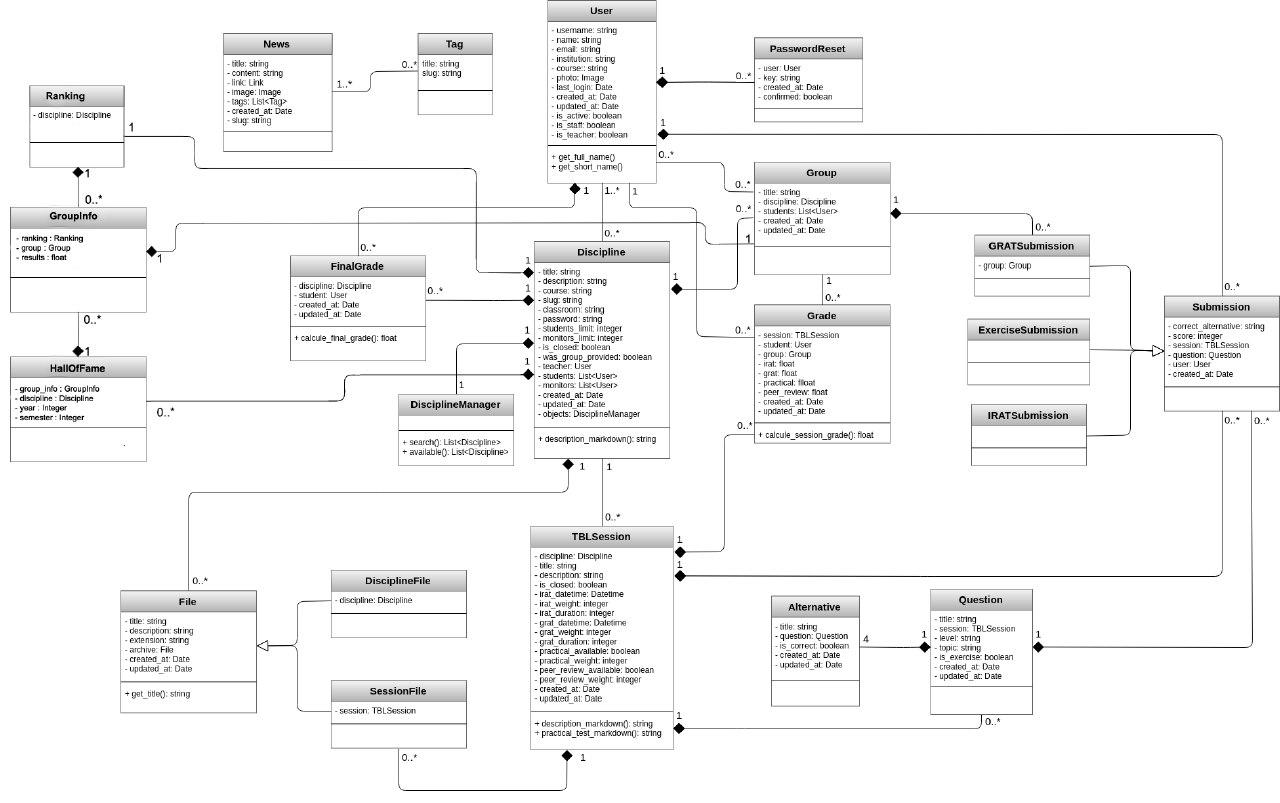 User
- username: string
- name: string
- email: string
- institution: string
- course:: string
- photo: Image
- last_login: Date
- created_at: Date
- updated_at: Date
- is_active: boolean
- is_staff: boolean
- is_teacher: boolean
+ get_full_name()
+ get_short_name()
News
- title: string
- content: string
- link: Link
- image: Image
- tags: List<Tag>
- created_at: Date
- slug: string
1..*
0..*
Tag
title: string
slug: string
PasswordReset
- user: User
- key: string
- created_at: Date
- confirmed: boolean
1
0..*
1
0..*
Ranking
- discipline: Discipline
1
1
0..*
GroupInfo
- ranking : Ranking
- group : Group
- results : float
1
0..*
1
HallOfFame
- group_info : GroupInfo
- discipline : Discipline
- year : Integer
- semester : Integer
.
0..*
1
1..*
1
0..*
0..*
FinalGrade
- discipline: Discipline
- student: User
- created_at: Date
- updated_at: Date
+ calcule_final_grade(): float
0..*
1
1
1
1
1
DisciplineManager
+ search(): List<Discipline>
+ available(): List<Discipline>
Discipline
- title: string
- description: string
- course: string
- slug: string
- classroom: string
- password: string
- students_limit: integer
- monitors_limit: integer
- is_closed: boolean
- was_group_provided: boolean
- teacher: User
- students: List<User>
- monitors: List<User>
- created_at: Date
- updated_at: Date
- objects: DisciplineManager
+ description_markdown(): string
1
1
1
0..*
0..*
0..*
0..*
1
Group
- title: string
- discipline: Discipline
- students: List<User>
- created_at: Date
- updated_at: Date
1
0..*
1
0..*
0..*
0..*
Grade
- session: TBLSession
- student: User
- group: Group
- irat: float
- grat: float
- practical: flloat
- peer_review: float
- created_at: Date
- updated_at: Date
+ calcule_session_grade(): float
GRATSubmission
- group: Group
ExerciseSubmission
IRATSubmission
0..*
Submission
- correct_alternative: string
- score: integer
- session: TBLSession
- question: Question
- user: User
- created_at: Date
0..*
0..*
0..*
File
- title: string
- description: string
- extension: string
- archive: File
- created_at: Date
- updated_at: Date
+ get_title(): string
DisciplineFile
- discipline: Discipline
SessionFile
- session: TBLSession
0..*
1
TBLSession
- discipline: Discipline
- title: string
- description: string
- is_closed: boolean
- irat_datetime: Datetime
- irat_weight: integer
- irat_duration: integer
- grat_datetime: Datetime
- grat_weight: integer
- grat_duration: integer
- practical_available: boolean
- practical_weight: integer
- peer_review_available: boolean
- peer_review_weight: integer
- created_at: Date
- updated_at: Date
+ description_markdown(): string
+ practical_test_markdown(): string
1
1
1
Alternative
- title: string
- question: Question
- is_correct: boolean
- created_at: Date
- updated_at: Date
4
1
Question
- title: string
- session: TBLSession
- level: string
- topic: string
- is_exercise: boolean
- created_at: Date
- updated_at: Date
1
0..*